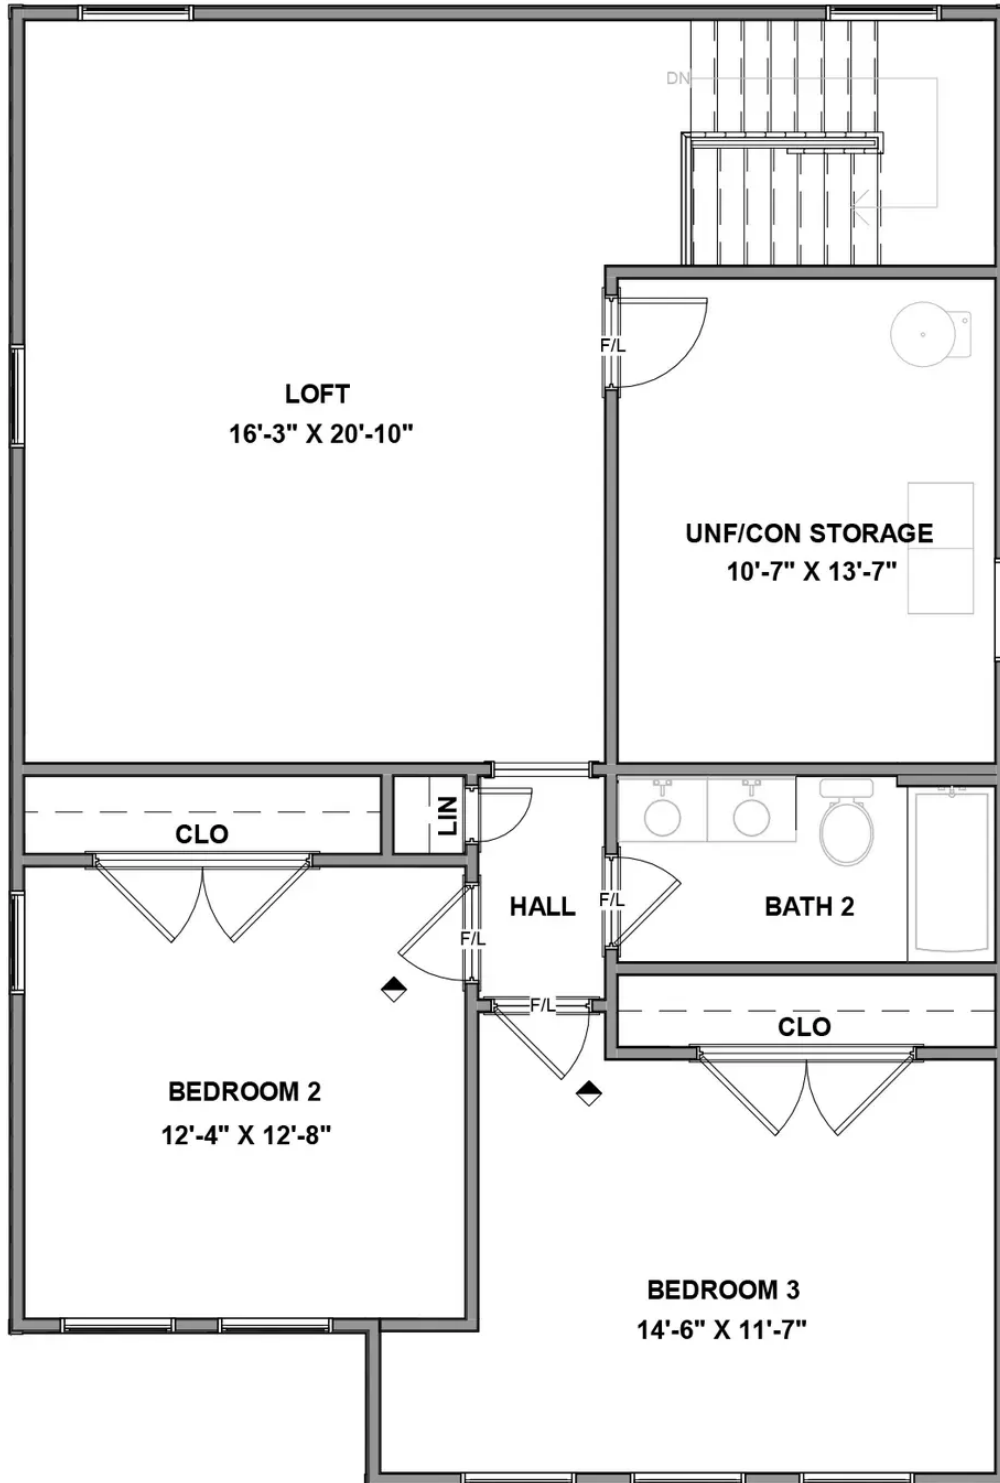 DN
F/L
LOFT
16'-3" X 20'-10"
UNF/CON STORAGE
10'-7" X 13'-7"
CLO
LIN
HALL
F/L
BATH 2
F/L
F/L
CLO
BEDROOM 2
12'-4" X 12'-8"
BEDROOM 3
14'-6" X 11'-7"